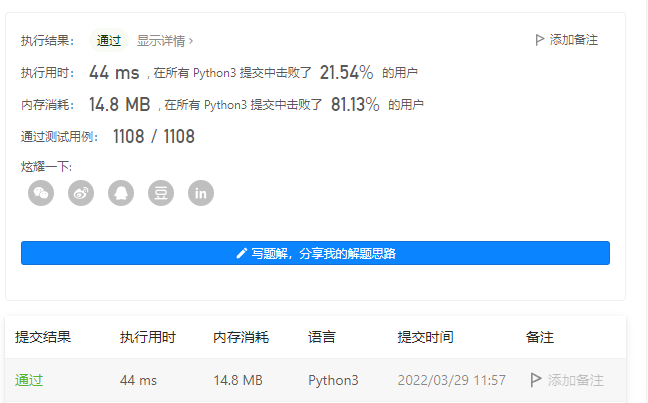 执行结果： 通过 显示详情 › 添加备注
执行用时： 44 ms , 在所有 Python3 提交中击败了 21.54% 的用户
内存消耗： 14.8 MB , 在所有 Python3 提交中击败了 81.13% 的用户
通过测试用例： 1108 / 1108
炫耀一下:
豆 in
写题解，分享我的解题思路
提交结果 执行用时 内存消耗 语言 提交时间 备注
通过 44 ms 14.8 MB Python3 2022/03/29 11:57 添加备注